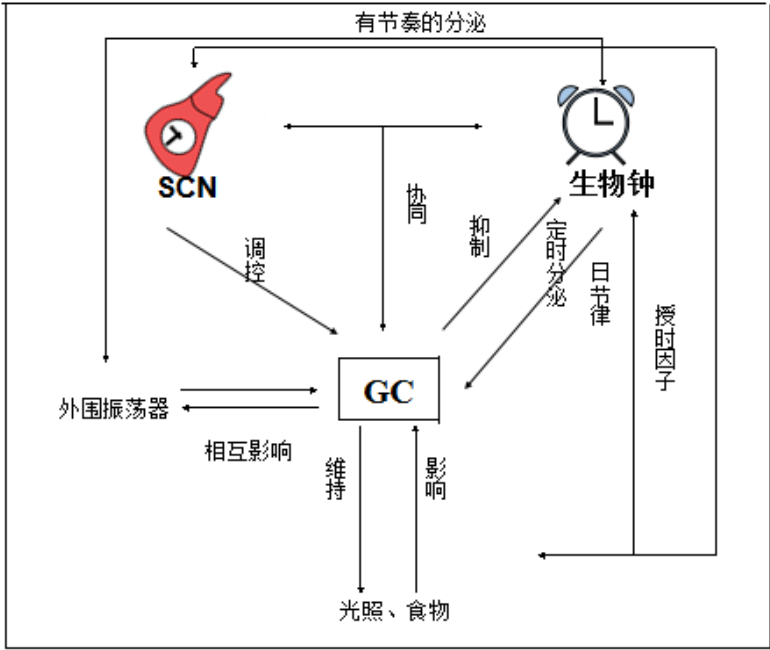 有节奏的分泌
SCN
生物钟
协同
调控
抑制
定时分泌
日节律
授时因子
GC
外围振荡器
相互影响
维持
影响
光照、食物